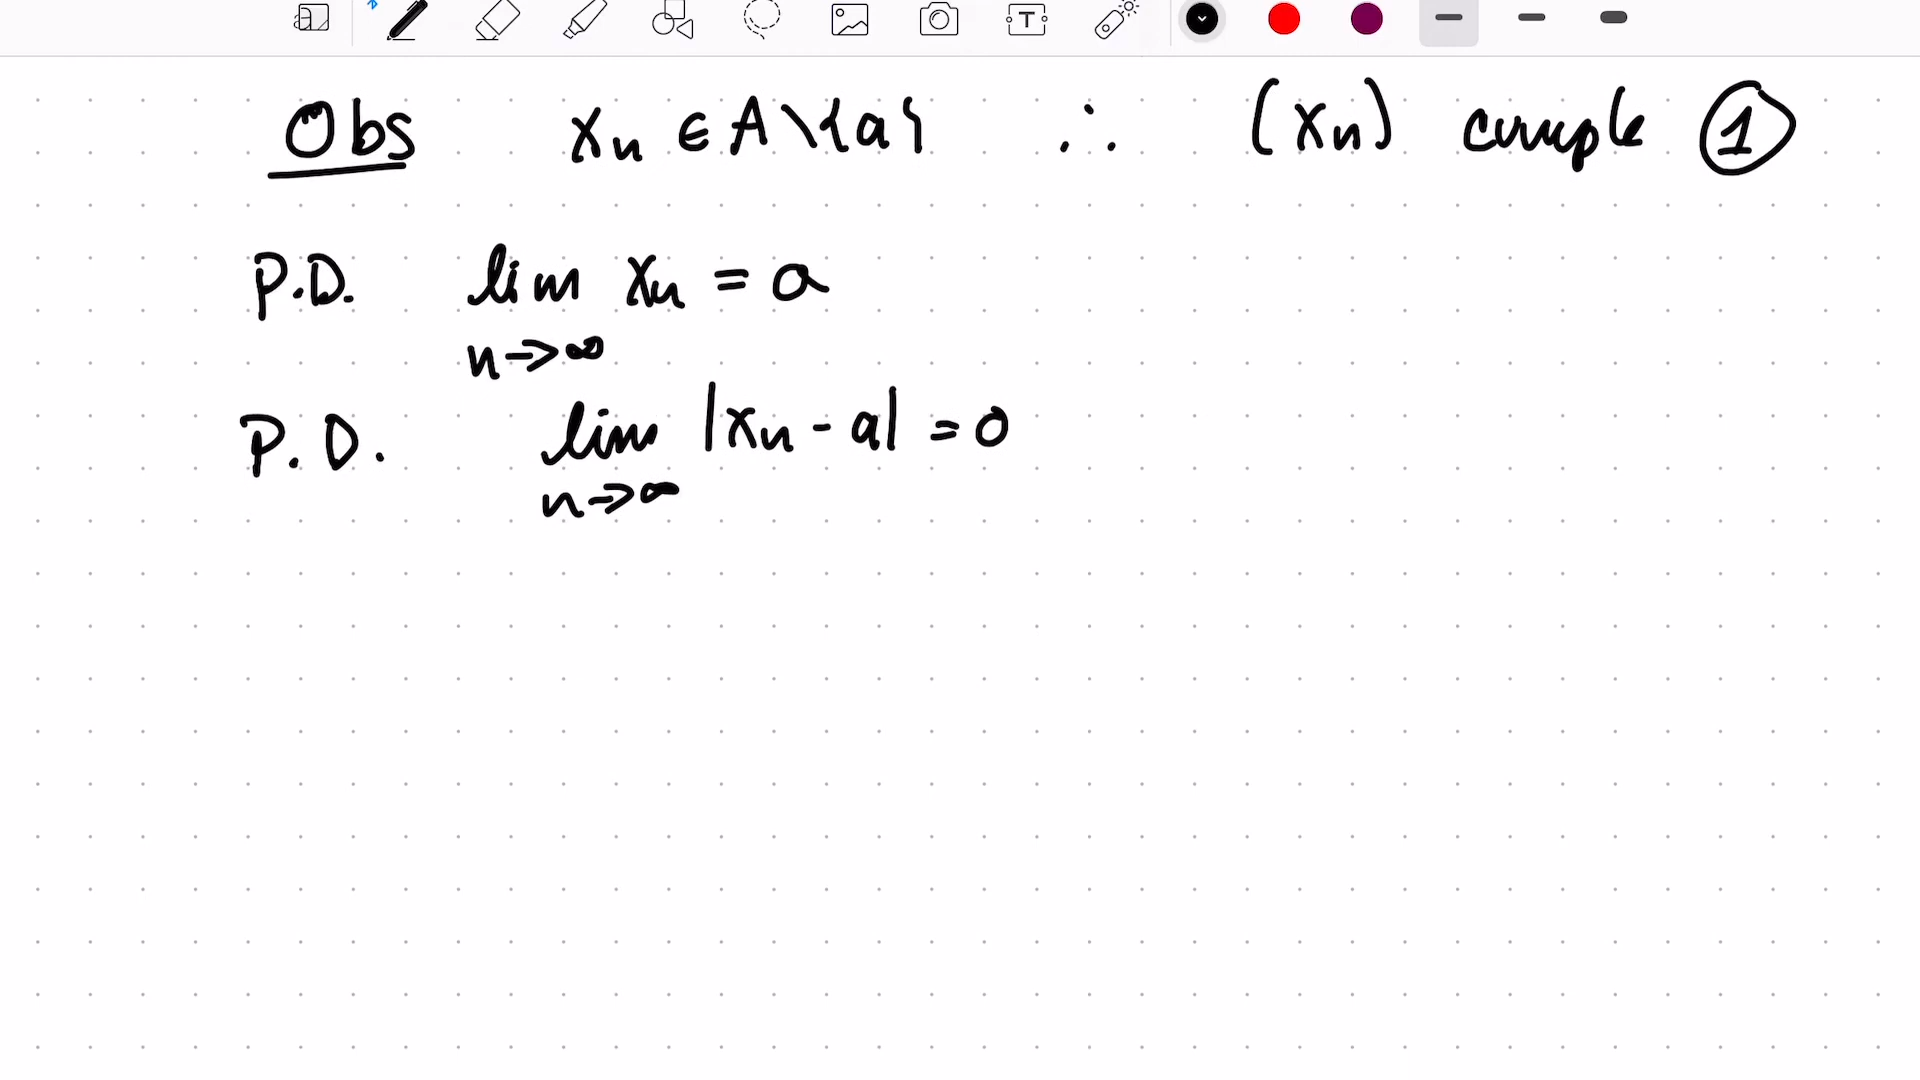 Obs xₙ ∈ A \ {a} ∴ (xₙ) cumple ①
P.D. lim xₙ = a
n→∞
P.D. lim |xₙ - a| = 0
n→∞